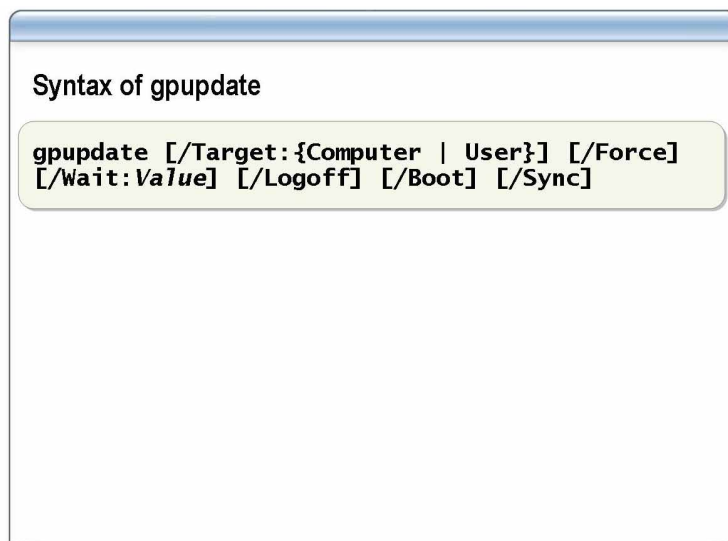 Syntax of gpupdate
gpupdate [/Target:{Computer | User}] [/Force]
[/Wait:Value] [/Logoff] [/Boot] [/Sync]